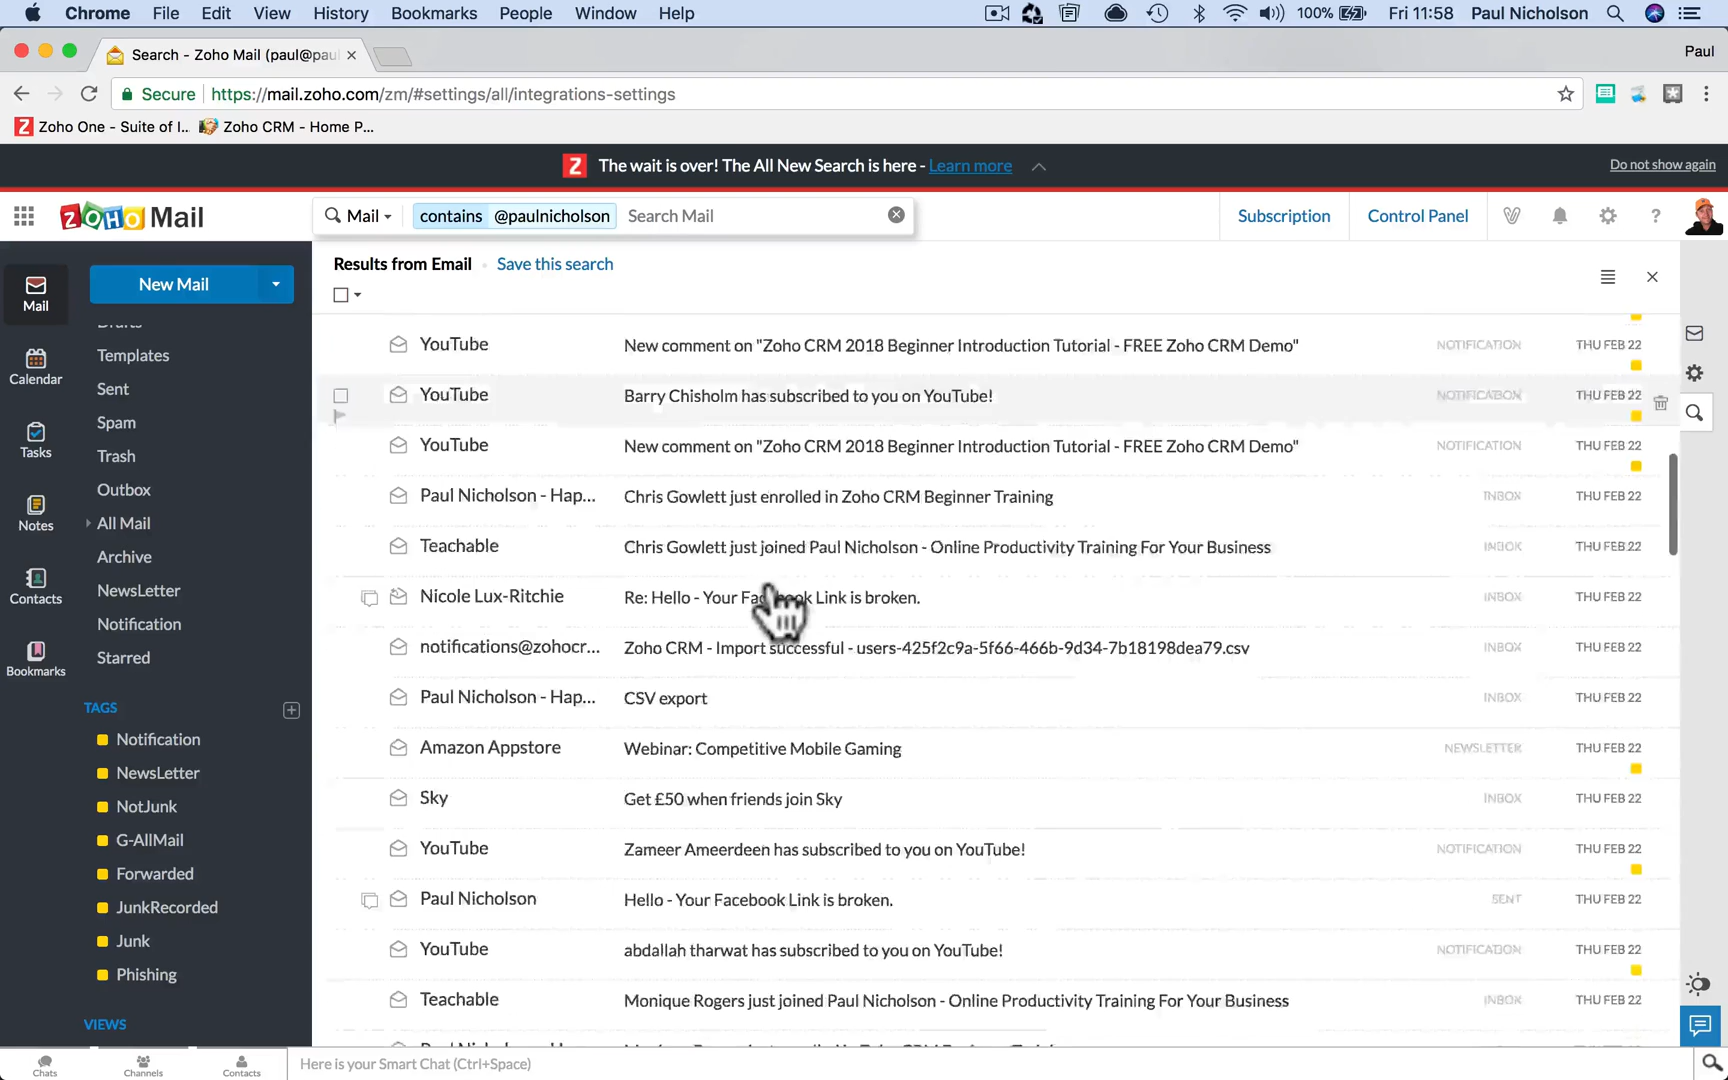 Chrome File Edit View History Bookmarks People Window Help 100% Fri 11:58 Paul Nicholson
Search - Zoho Mail (paul@pau Paul
Secure https://mail.zoho.com/zm/#settings/all/integrations-settings
Zoho One - Suite of I... Zoho CRM - Home P...
The wait is over! The All New Search is here - Learn more Do not show again
ZOHO Mail Mail contains @paulnicholson Search Mail Subscription Control Panel
Results from Email Save this search
New Mail
Mail
Calendar
Tasks
Notes
Contacts
Bookmarks
Drafts
Templates
Sent
Spam
Trash
Outbox
All Mail
Archive
NewsLetter
Notification
Starred
TAGS
Notification
NewsLetter
NotJunk
G-AllMail
Forwarded
JunkRecorded
Junk
Phishing
VIEWS
YouTube New comment on "Zoho CRM 2018 Beginner Introduction Tutorial - FREE Zoho CRM Demo" NOTIFICATION THU FEB 22
YouTube Barry Chisholm has subscribed to you on YouTube! NOTIFICATION THU FEB 22
YouTube New comment on "Zoho CRM 2018 Beginner Introduction Tutorial - FREE Zoho CRM Demo" NOTIFICATION THU FEB 22
Paul Nicholson - Hap... Chris Gowlett just enrolled in Zoho CRM Beginner Training INBOX THU FEB 22
Teachable Chris Gowlett just joined Paul Nicholson - Online Productivity Training For Your Business INBOX THU FEB 22
Nicole Lux-Ritchie Re: Hello - Your Facebook Link is broken. INBOX THU FEB 22
notifications@zohocr... Zoho CRM - Import successful - users-425f2c9a-5f66-466b-9d34-7b18198dea79.csv INBOX THU FEB 22
Paul Nicholson - Hap... CSV export INBOX THU FEB 22
Amazon Appstore Webinar: Competitive Mobile Gaming NEWSLETTER THU FEB 22
Sky Get £50 when friends join Sky INBOX THU FEB 22
YouTube Zameer Ameerdeen has subscribed to you on YouTube! NOTIFICATION THU FEB 22
Paul Nicholson Hello - Your Facebook Link is broken. SENT THU FEB 22
YouTube abdallah tharwat has subscribed to you on YouTube! NOTIFICATION THU FEB 22
Teachable Monique Rogers just joined Paul Nicholson - Online Productivity Training For Your Business INBOX THU FEB 22
Chats Channels Contacts Here is your Smart Chat (Ctrl+Space)